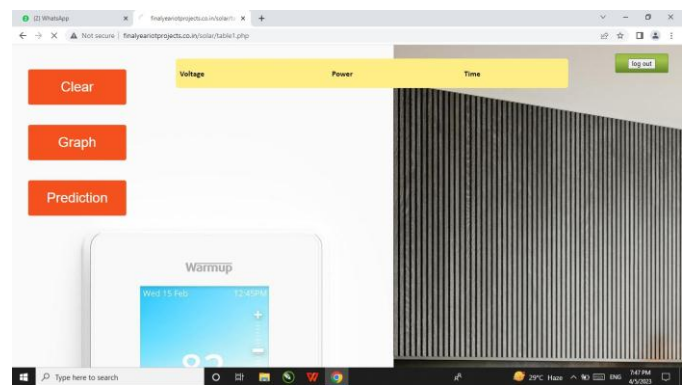 (2) WhatsApp
finalyeariotprojects.co.in/solar/t
Not secure | finalyeariotprojects.co.in/solar/table1.php
log out
Voltage Power Time
Clear
Graph
Prediction
Warmup
Wed 15 Feb 12:45PM
+
Type here to search
29°C Haze ENG 7:47 PM
4/5/2023